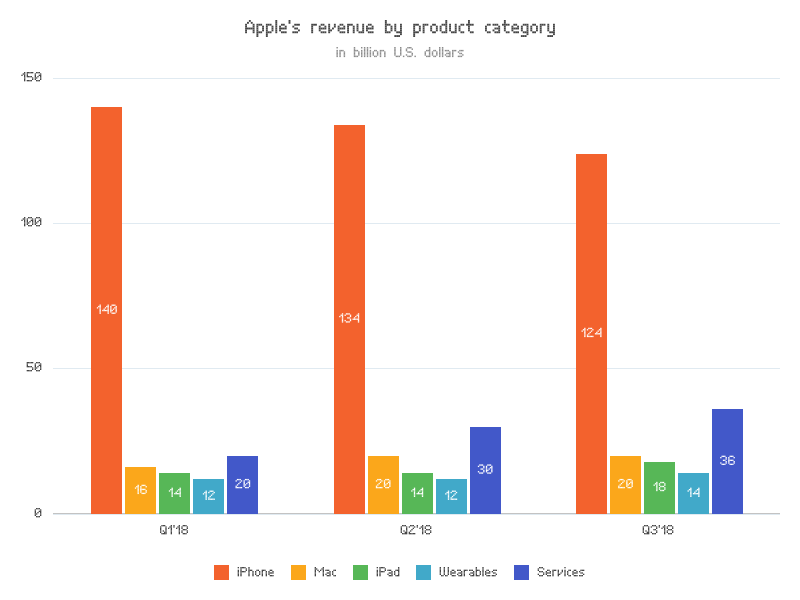 Apple's revenue by product category
in billion U.S. dollars
150
100
50
0
140
16
14
12
20
134
20
14
12
30
124
20
18
14
36
Q1'18
Q2'18
Q3'18
iPhone
Mac
iPad
Wearables
Services